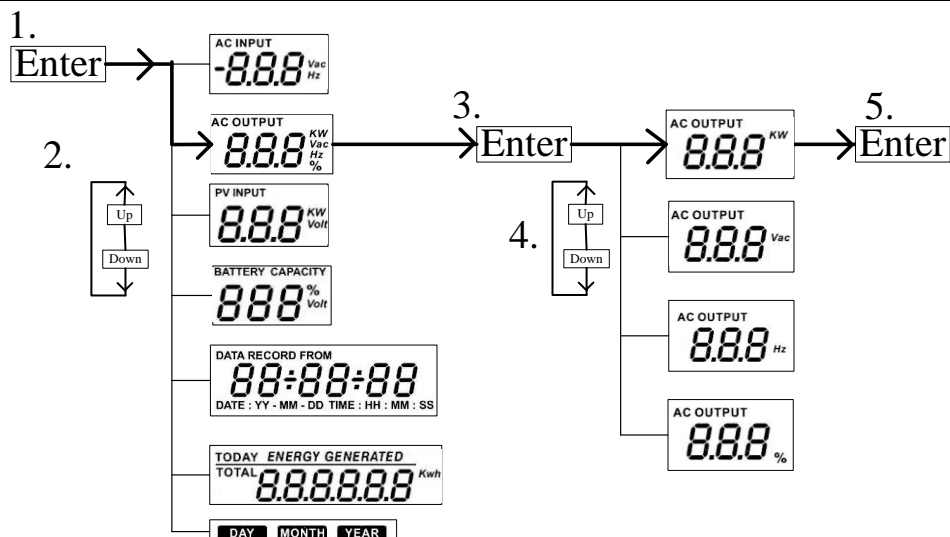 1.
Enter
AC INPUT
-8.8.8 Vac
Hz
AC OUTPUT
8.8.8 KW
Vac
Hz
%
2.
Up
Down
PV INPUT
8.8.8 KW
Volt
BATTERY CAPACITY
888 %
Volt
DATA RECORD FROM
88:88:88
DATE : YY - MM - DD TIME : HH : MM : SS
TODAY ENERGY GENERATED
TOTAL 8.8.8.8.8.8 Kwh
DAY MONTH YEAR
3.
Enter
4.
Up
Down
AC OUTPUT
8.8.8 KW
AC OUTPUT
8.8.8 Vac
AC OUTPUT
8.8.8 Hz
AC OUTPUT
8.8.8 %
5.
Enter